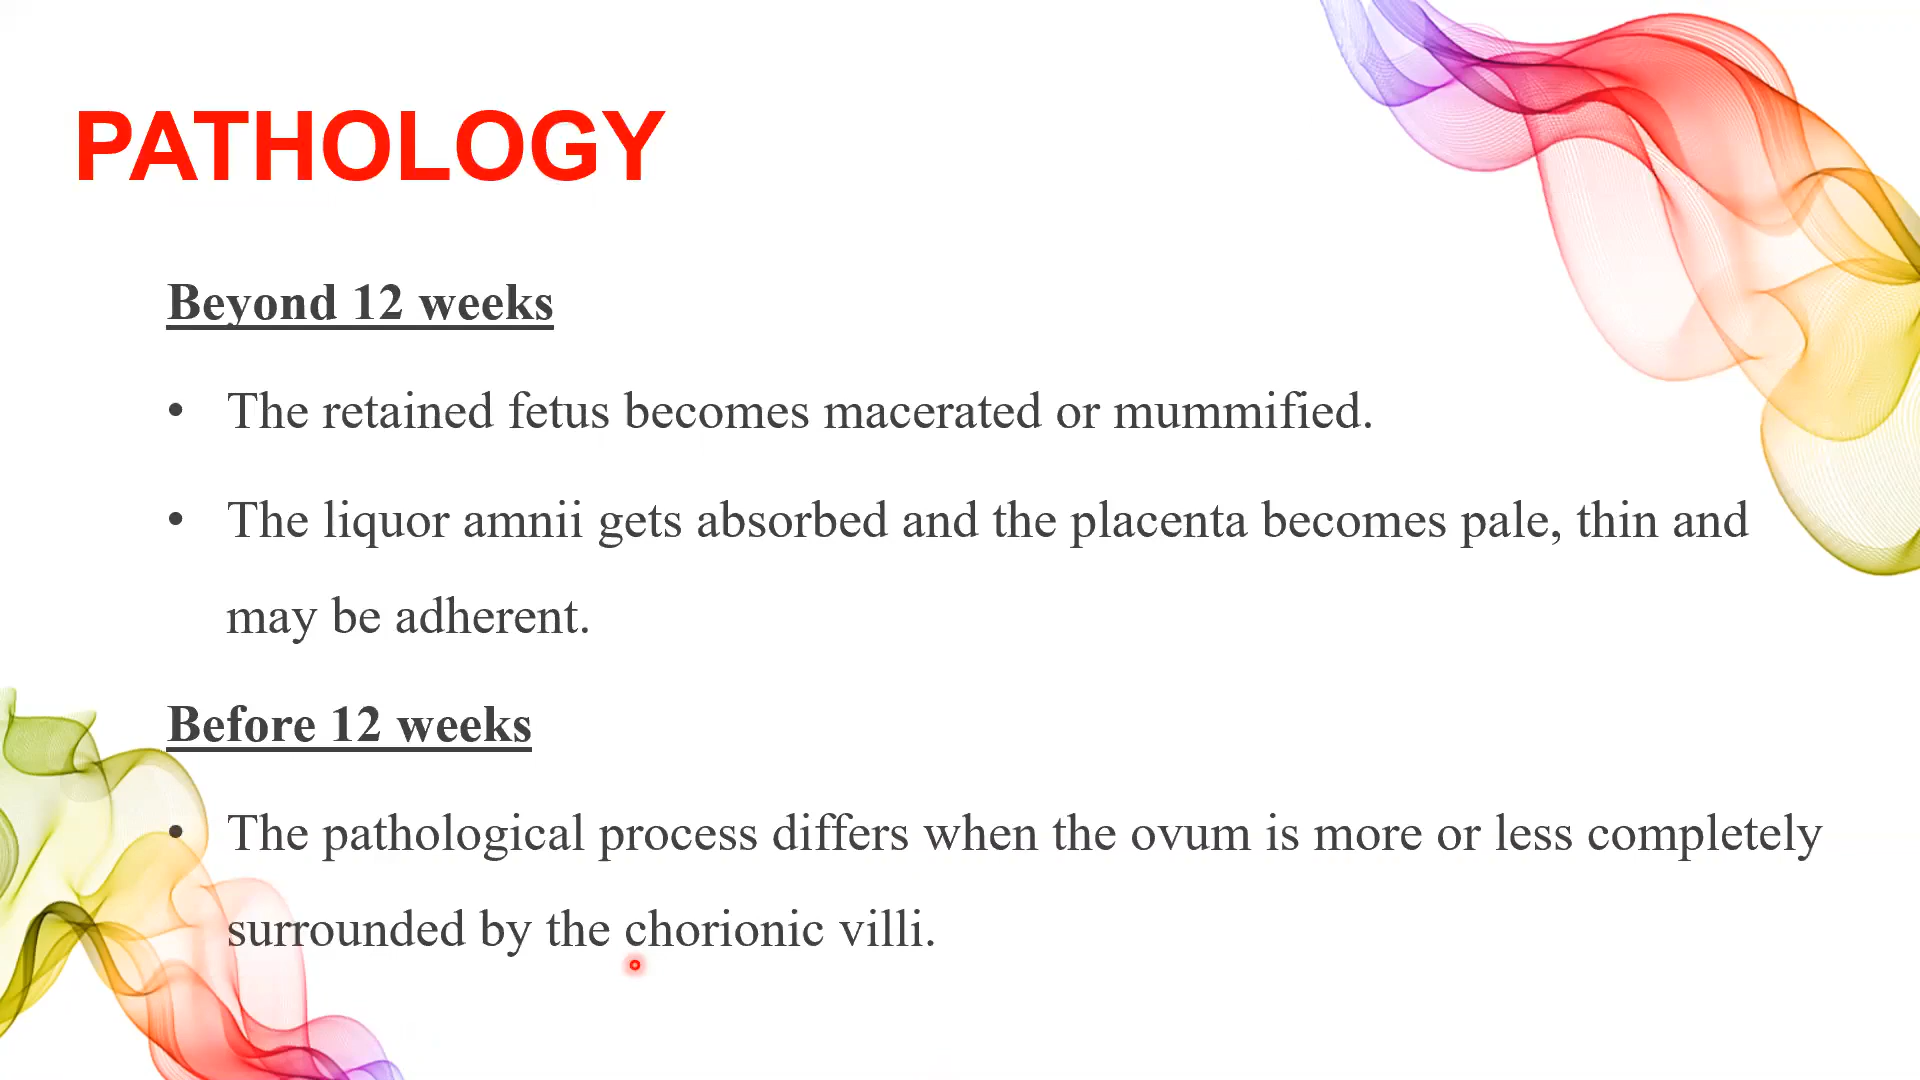 PATHOLOGY
Beyond 12 weeks
• The retained fetus becomes macerated or mummified.
• The liquor amnii gets absorbed and the placenta becomes pale, thin and
may be adherent.
Before 12 weeks
• The pathological process differs when the ovum is more or less completely
surrounded by the chorionic villi.